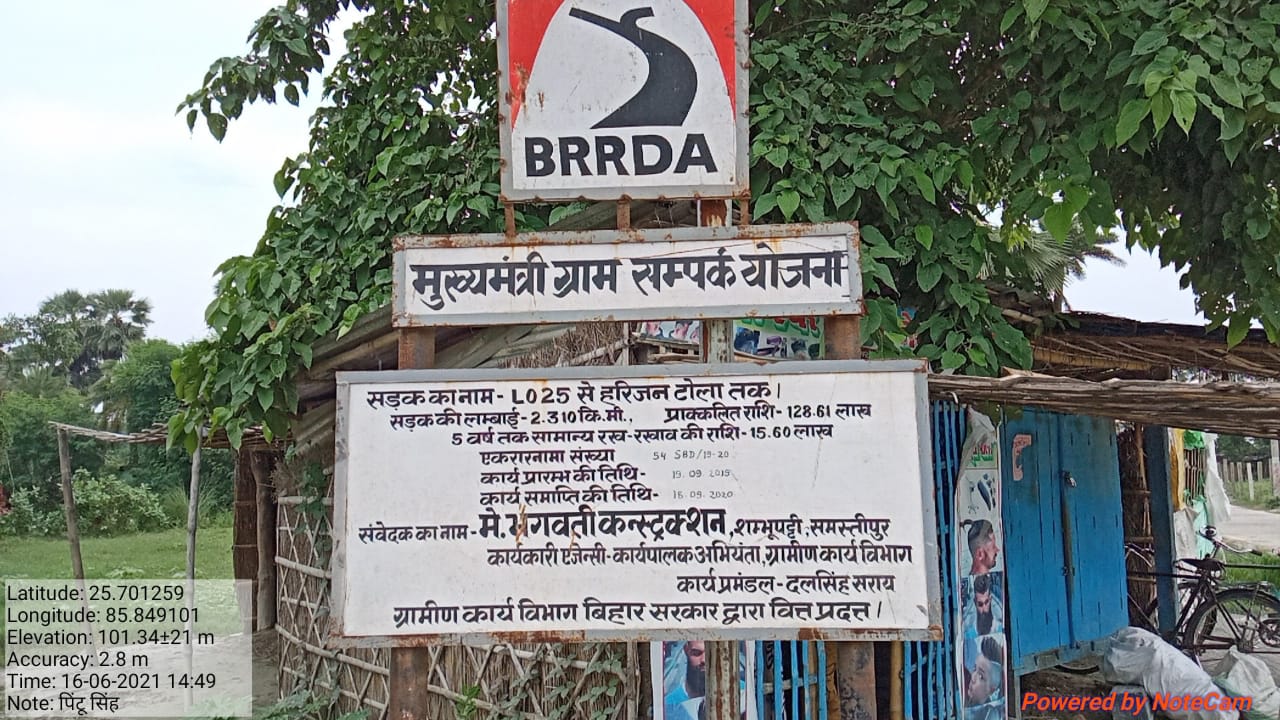 BRRDA
मुख्यमंत्री ग्राम सम्पर्क योजना
सड़क का नाम - L025 से हरिजन टोला तक।
सड़क की लम्बाई - 2.310 कि.मी., प्राक्कलित राशि - 128.61 लाख
5 वर्ष तक सामान्य रख-रखाव की राशि - 15.60 लाख
एकरारनामा संख्या 54 SBD/19-20
कार्य प्रारम्भ की तिथि - 19.09.2019
कार्य समाप्ति की तिथि - 18.09.2020
संवेदक का नाम - मे. भगवती कन्स्ट्रक्शन, शम्भूपट्टी, समस्तीपुर
कार्यकारी एजेन्सी - कार्यपालक अभियंता, ग्रामीण कार्य विभाग
कार्य प्रमंडल - दलसिंह सराय
ग्रामीण कार्य विभाग बिहार सरकार द्वारा वित्त प्रदत्त।
Latitude: 25.701259
Longitude: 85.849101
Elevation: 101.34±21 m
Accuracy: 2.8 m
Time: 16-06-2021 14:49
Note: पिंटू सिंह
Powered by NoteCam